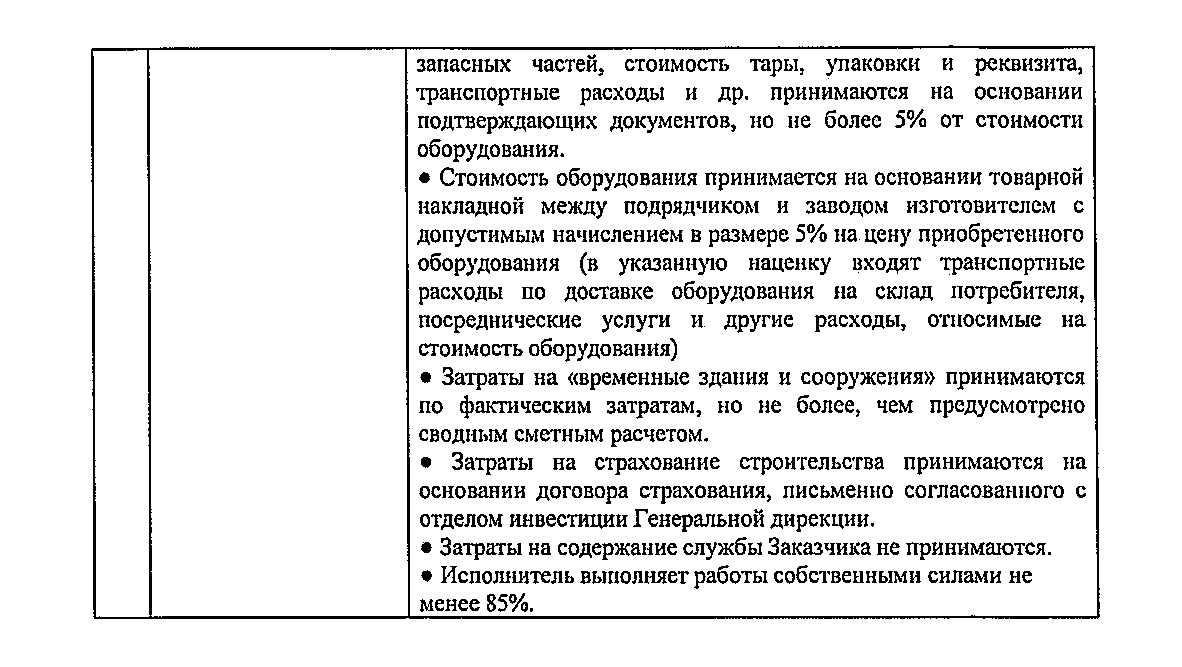 запасных частей, стоимость тары, упаковки и реквизита,
транспортные расходы и др. принимаются на основании
подтверждающих документов, но не более 5% от стоимости
оборудования.
● Стоимость оборудования принимается на основании товарной
накладной между подрядчиком и заводом изготовителем с
допустимым начислением в размере 5% на цену приобретенного
оборудования (в указанную наценку входят транспортные
расходы по доставке оборудования на склад потребителя,
посреднические услуги и другие расходы, относимые на
стоимость оборудования)
● Затраты на «временные здания и сооружения» принимаются
по фактическим затратам, но не более, чем предусмотрено
сводным сметным расчетом.
● Затраты на страхование строительства принимаются на
основании договора страхования, письменно согласованного с
отделом инвестиции Генеральной дирекции.
● Затраты на содержание службы Заказчика не принимаются.
● Исполнитель выполняет работы собственными силами не
менее 85%.